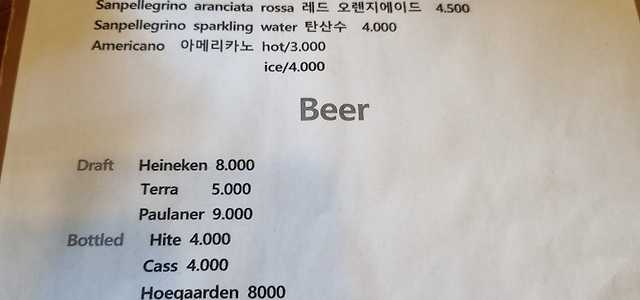 Sanpellegrino aranciata rossa 레드 오렌지에이드 4.500
Sanpellegrino sparkling water 탄산수 4.000
Americano 아메리카노 hot/3.000
ice/4.000
Beer
Draft Heineken 8.000
Terra 5.000
Paulaner 9.000
Bottled Hite 4.000
Cass 4.000
Hoegaarden 8000